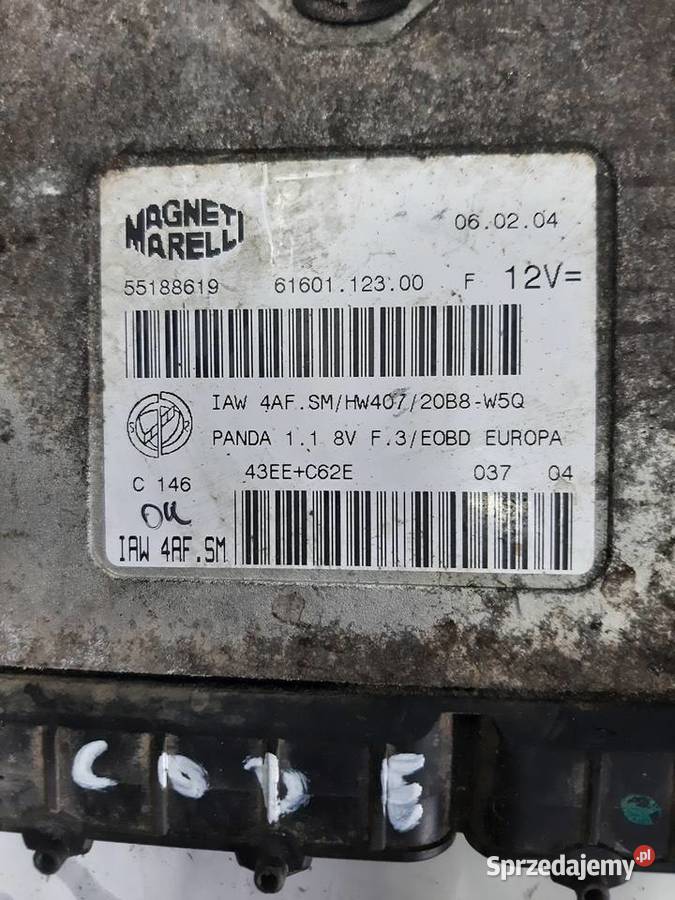 MAGNETI
MARELLI
06.02.04
55188619 61601.123.00 F 12V=
IAW 4AF.SM/HW407/20B8-W5Q
PANDA 1.1 8V F.3/EOBD EUROPA
43EE+C62E 037 04
C 146
OK
IAW 4AF.SM
CODE
Sprzedajemy.pl